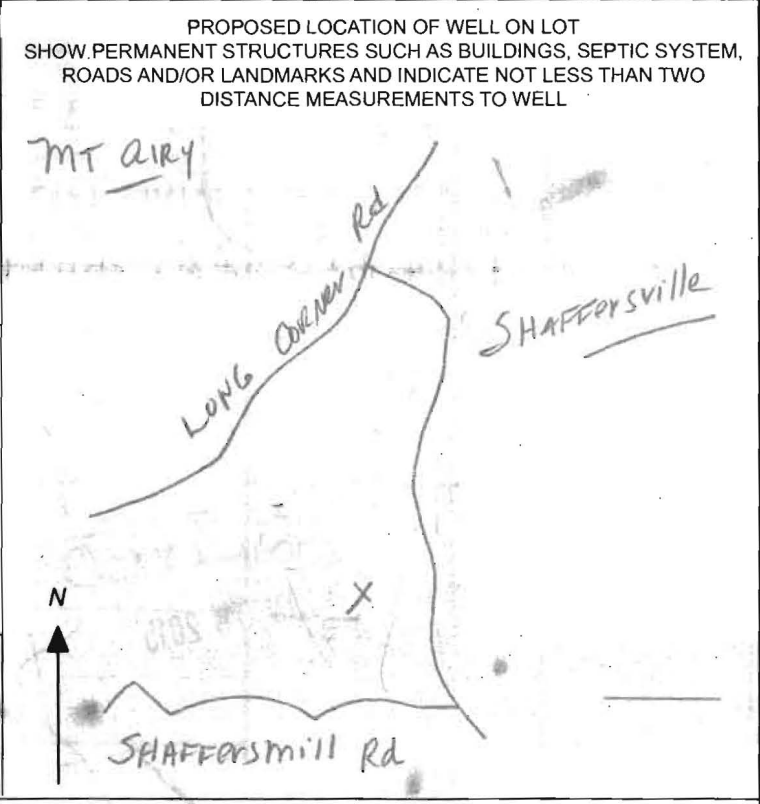 PROPOSED LOCATION OF WELL ON LOT
SHOW PERMANENT STRUCTURES SUCH AS BUILDINGS, SEPTIC SYSTEM,
ROADS AND/OR LANDMARKS AND INDICATE NOT LESS THAN TWO
DISTANCE MEASUREMENTS TO WELL
MT AIRY
LONG CORNER Rd
SHAFFersville
X
N
SHAFFersmill Rd